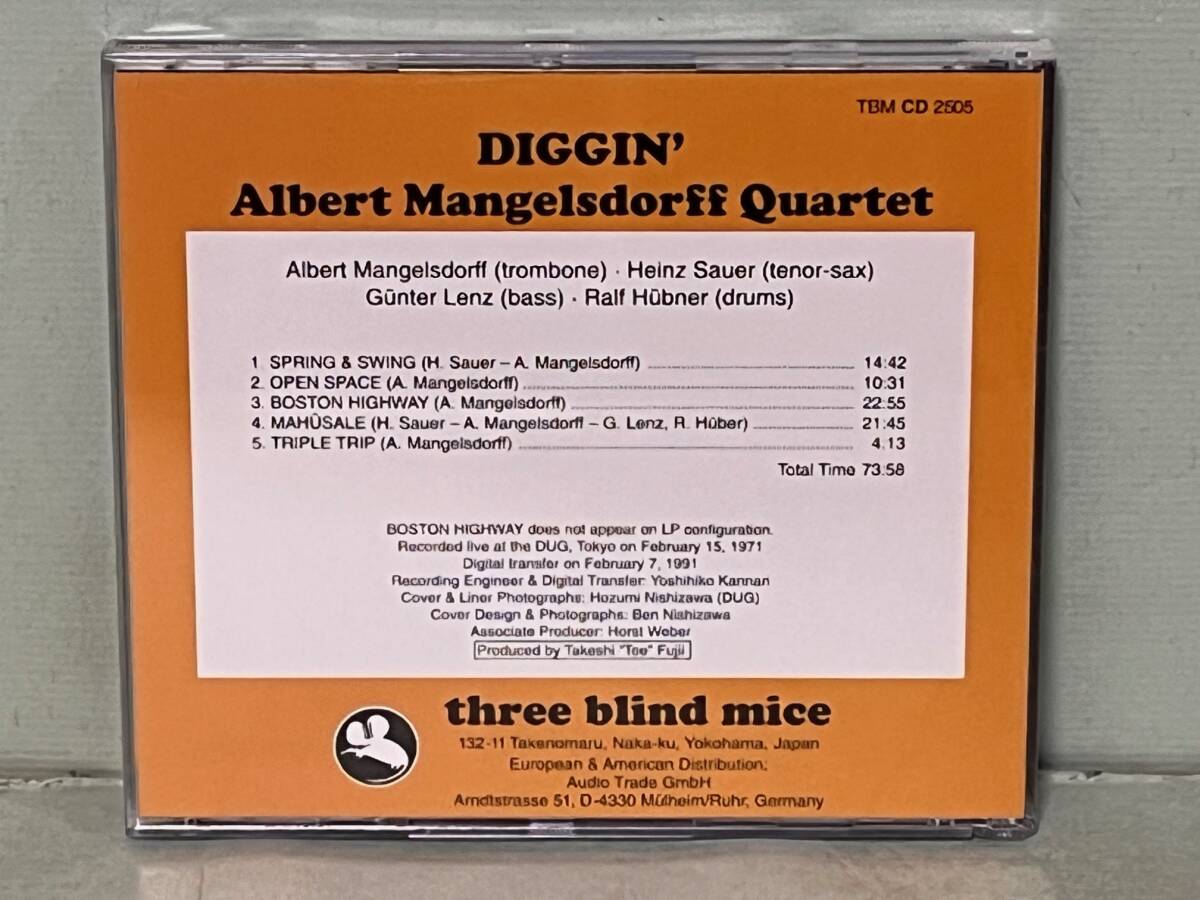 TBM CD 2505
DIGGIN'
Albert Mangelsdorff Quartet
Albert Mangelsdorff (trombone) · Heinz Sauer (tenor-sax)
Günter Lenz (bass) · Ralf Hübner (drums)
1. SPRING & SWING (H. Sauer – A. Mangelsdorff) 14:42
2. OPEN SPACE (A. Mangelsdorff) 10:31
3. BOSTON HIGHWAY (A. Mangelsdorff) 22:55
4. MAHÛSALE (H. Sauer – A. Mangelsdorff – G. Lenz, R. Hüber) 21:45
5. TRIPLE TRIP (A. Mangelsdorff) 4:13
Total Time 73:58
BOSTON HIGHWAY does not appear on LP configuration.
Recorded live at the DUG, Tokyo on February 15, 1971
Digital transfer on February 7, 1991
Recording Engineer & Digital Transfer: Yoshihiko Kannan
Cover & Liner Photographs: Hozumi Nishizawa (DUG)
Cover Design & Photographs: Ben Nishizawa
Associate Producer: Horst Weber
Produced by Takeshi "Tee" Fujii
three blind mice
132-11 Takenomaru, Naka-ku, Yokohama, Japan
European & American Distribution:
Audio Trade GmbH
Arndtstrasse 51, D-4330 Mülheim/Ruhr, Germany